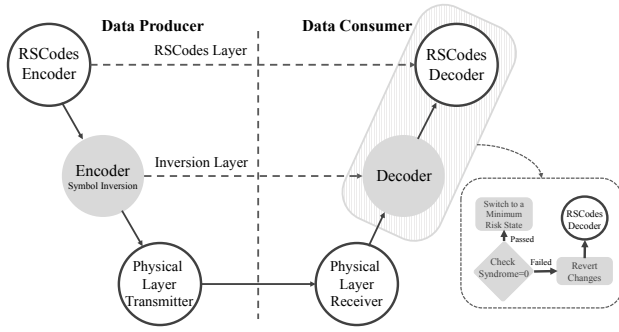 Data Producer
Data Consumer
RSCodes
Encoder
RSCodes Layer
RSCodes
Decoder
Encoder
Symbol Inversion
Inversion Layer
Decoder
Physical
Layer
Transmitter
Physical
Layer
Receiver
Switch to a
Minimum
Risk State
RSCodes
Decoder
Passed
Check
Syndrome=0
Failed
Revert
Changes